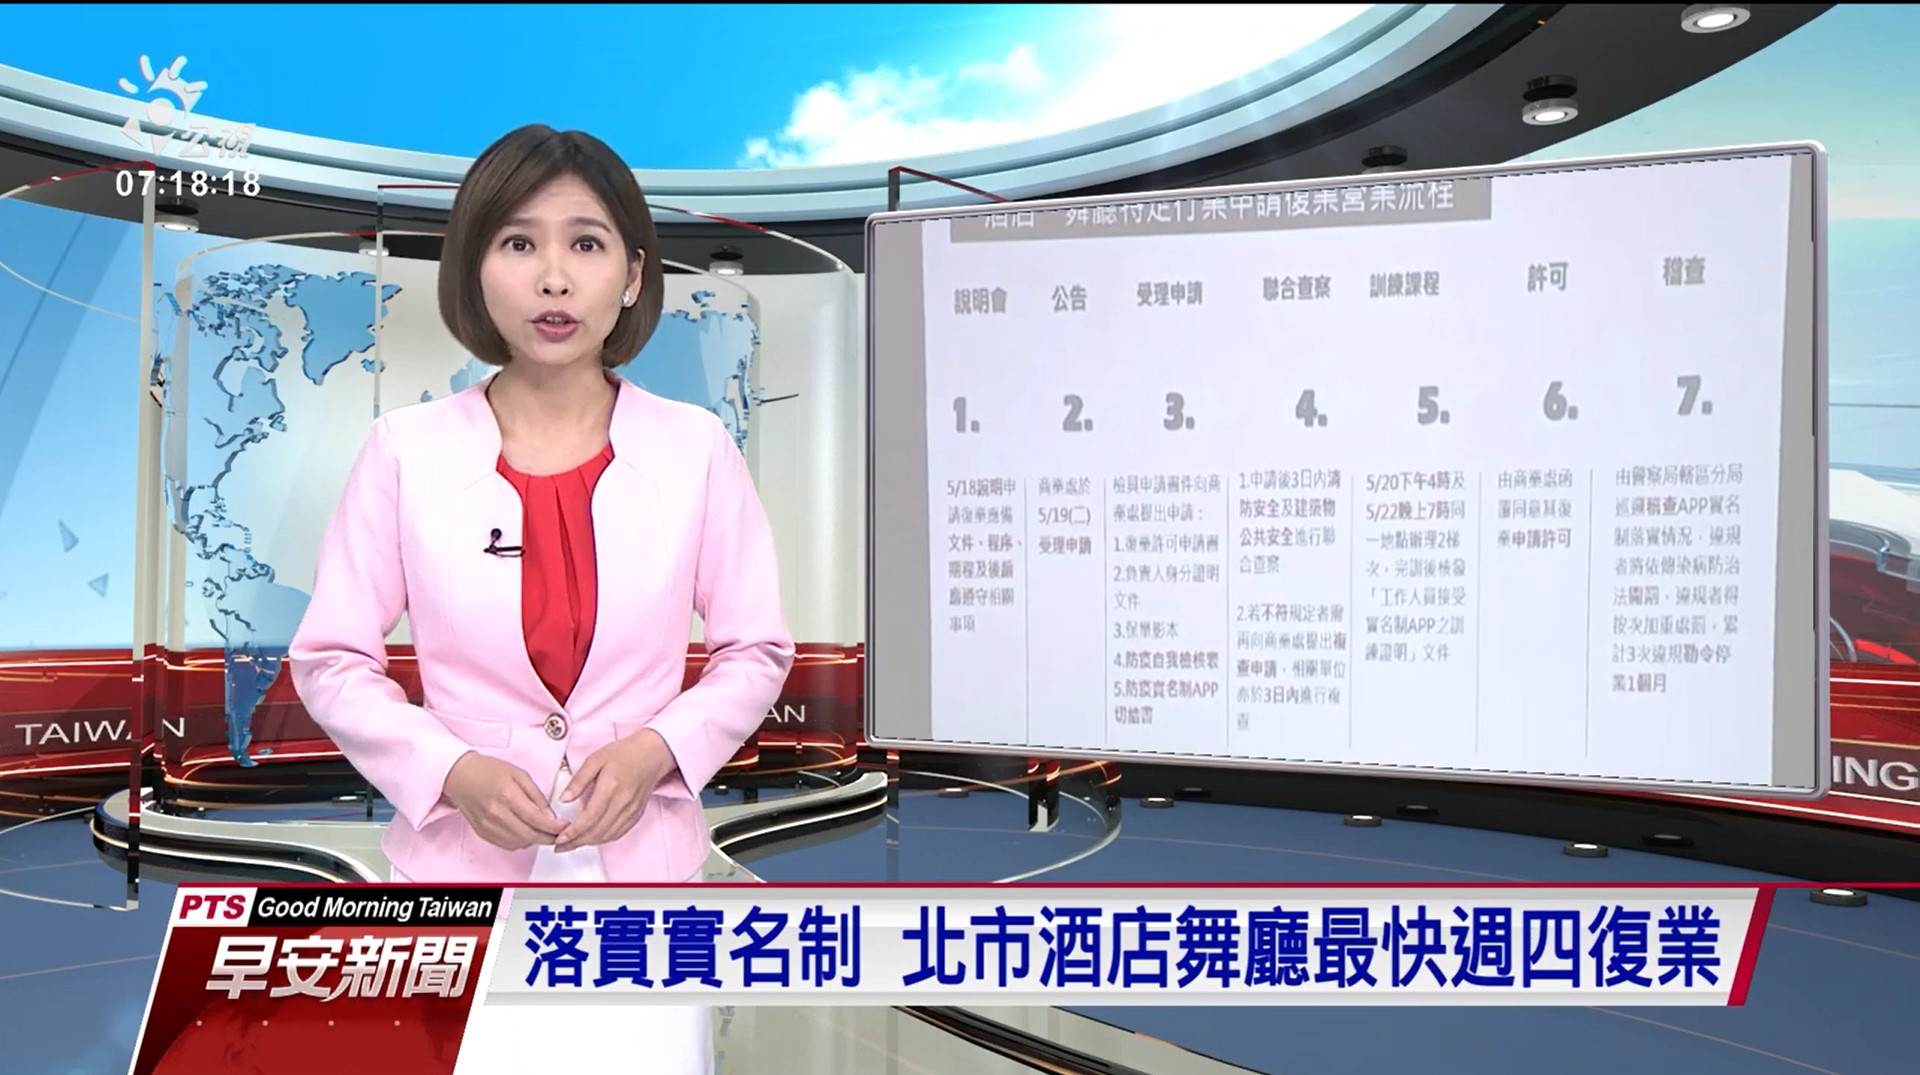 公視
07:18:18
酒店、舞廳特定行業申請復業營業流程
說明會
公告
受理申請
聯合查察
訓練課程
許可
稽查
1.
2.
3.
4.
5.
6.
7.
5/18說明申
請復業應備
文件、程序、
期程及後續
應遵守相關
事項
商業處於
5/19(二)
受理申請
檢具申請書件向商
業處提出申請：
1.復業許可申請書
2.負責人身分證明
文件
3.保單影本
4.防疫自我檢核表
5.防疫實名制APP
切結書
1.申請後3日內消
防安全及建築物
公共安全進行聯
合查察
2.若不符規定者需
再向商業處提出複
查申請，相關單位
亦於3日內進行複
查
5/20下午4時及
5/22晚上7時同
一地點辦理2梯
次，完訓後核發
「工作人員接受
實名制APP之訓
練證明」文件
由商業處函
覆同意其復
業申請許可
由警察局轄區分局
巡邏稽查APP實名
制落實情況，違規
者將依傳染病防治
法開罰，違規者得
按次加重處罰，累
計3次違規勒令停
業1個月
TAIWAN
AN
ING
PTS Good Morning Taiwan
早安新聞
落實實名制 北市酒店舞廳最快週四復業